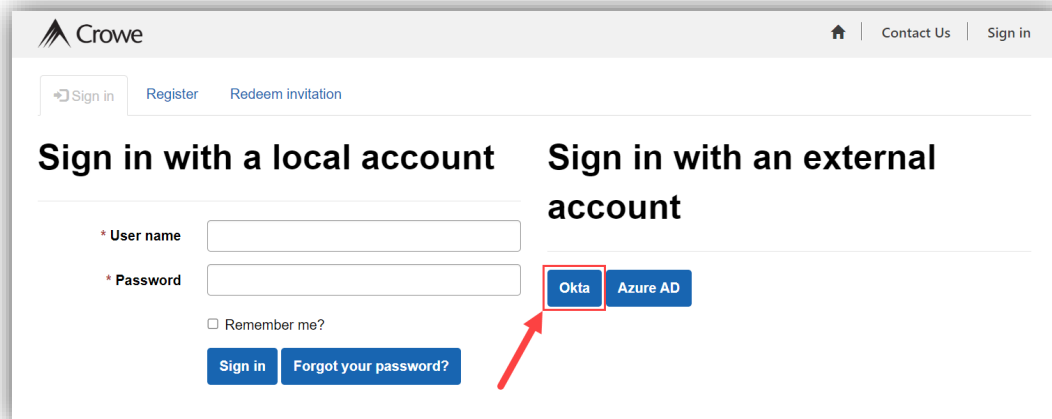 Crowe
Contact Us
Sign in
Sign in
Register
Redeem invitation
Sign in with a local account
* User name
* Password
Remember me?
Sign in
Forgot your password?
Sign in with an external
account
Okta
Azure AD